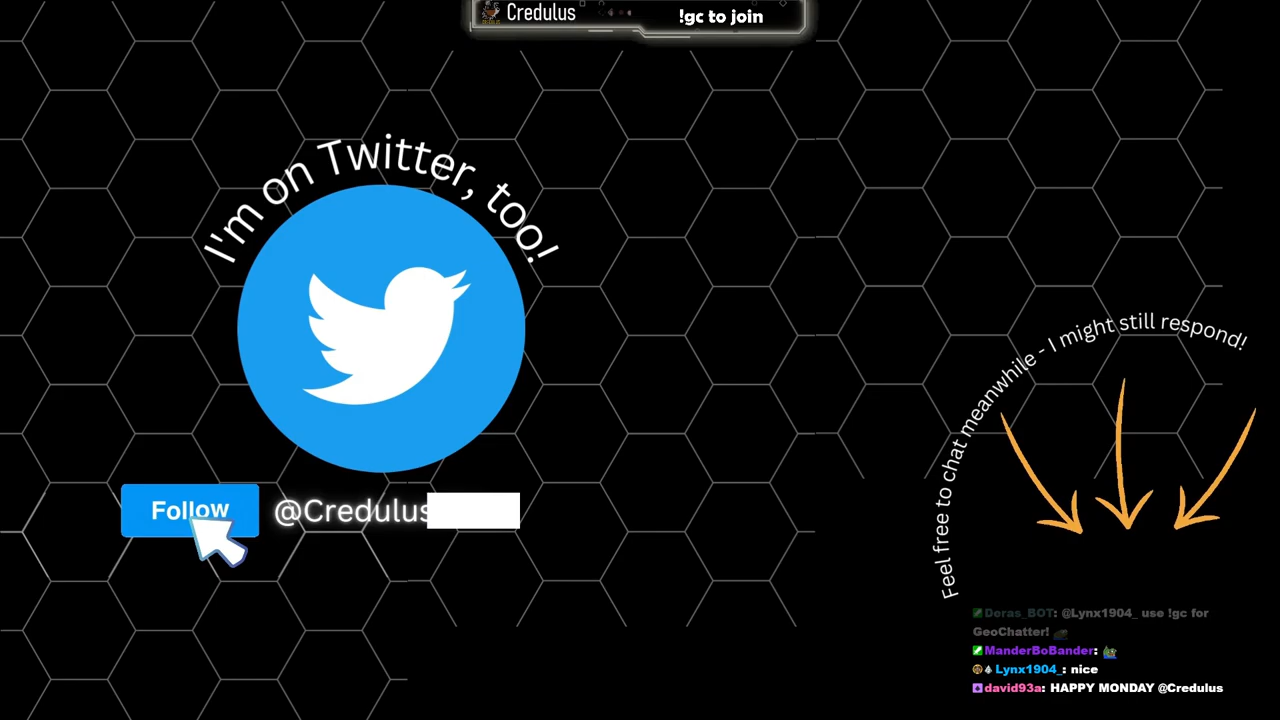 Credulus
!gc to join
I'm on Twitter, too!
Follow
@Credulus
Feel free to chat meanwhile - I might still respond!
Deras_BOT: @Lynx1904_ use !gc for
GeoChatter!
ManderBoBander:
Lynx1904_: nice
david93a: HAPPY MONDAY @Credulus